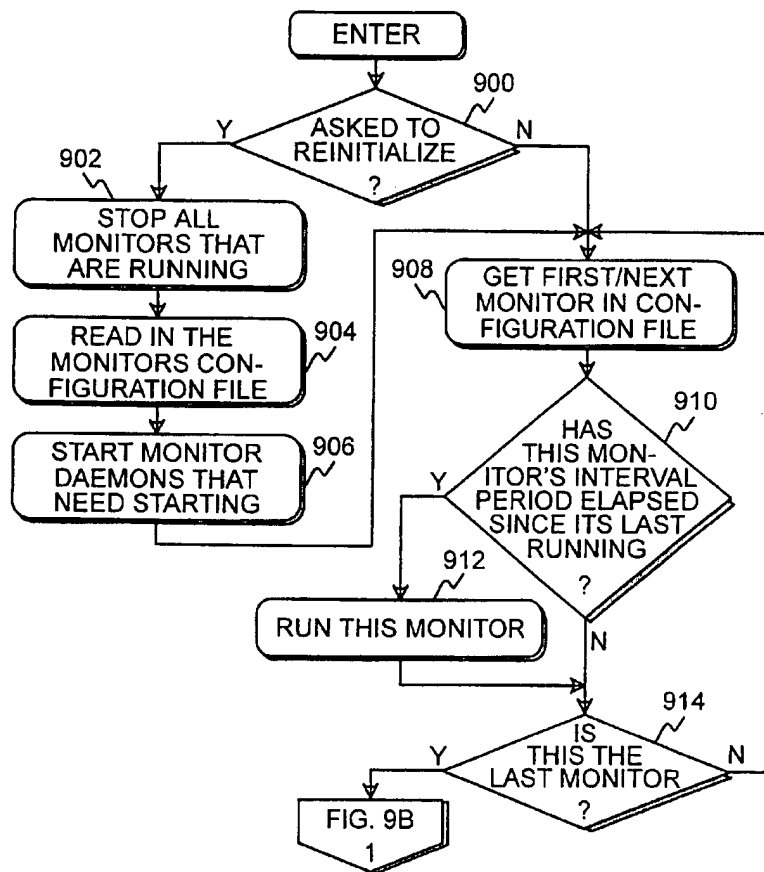 ENTER
900
ASKED TO
REINITIALIZE
?
Y
N
902
STOP ALL
MONITORS THAT
ARE RUNNING
READ IN THE
MONITORS CON-
FIGURATION FILE
904
START MONITOR
DAEMONS THAT
NEED STARTING
906
908
GET FIRST/NEXT
MONITOR IN CON-
FIGURATION FILE
910
HAS
THIS MON-
ITOR'S INTERVAL
PERIOD ELAPSED
SINCE ITS LAST
RUNNING
?
Y
N
912
RUN THIS MONITOR
914
IS
THIS THE
LAST MONITOR
?
Y
N
FIG. 9B
1